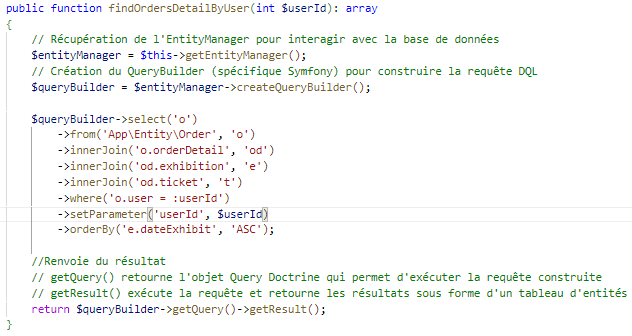 public function findOrdersDetailByUser(int $userId): array
{
// Récupération de l'EntityManager pour interagir avec la base de données
$entityManager = $this->getEntityManager();
// Création du QueryBuilder (spécifique Symfony) pour construire la requête DQL
$queryBuilder = $entityManager->createQueryBuilder();
$queryBuilder->select('o')
->from('App\Entity\Order', 'o')
->innerJoin('o.orderDetail', 'od')
->innerJoin('od.exhibition', 'e')
->innerJoin('od.ticket', 't')
->where('o.user = :userId')
->setParameter('userId', $userId)
->orderBy('e.dateExhibit', 'ASC');
//Renvoie du résultat
// getQuery() retourne l'objet Query Doctrine qui permet d'exécuter la requête construite
// getResult() exécute la requête et retourne les résultats sous forme d'un tableau d'entités
return $queryBuilder->getQuery()->getResult();
}